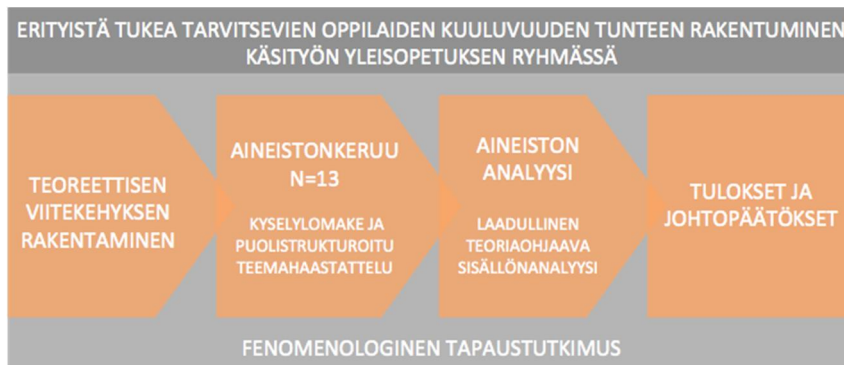 ERITYISTÄ TUKEA TARVITSEVIEN OPPILAIDEN KUULUVUUDEN TUNTEEN RAKENTUMINEN
KÄSITYÖN YLEISOPETUKSEN RYHMÄSSÄ
TEOREETTISEN
VIITEKEHYKSEN
RAKENTAMINEN
AINEISTONKERUU
N=13
KYSELYLOMAKE JA
PUOLISTRUKTUROITU
TEEMAHAASTATTELU
AINEISTON
ANALYYSI
LAADULLINEN
TEORIAOHJAAVA
SISÄLLÖNANALYYSI
TULOKSET JA
JOHTOPÄÄTÖKSET
FENOMENOLOGINEN TAPAUSTUTKIMUS